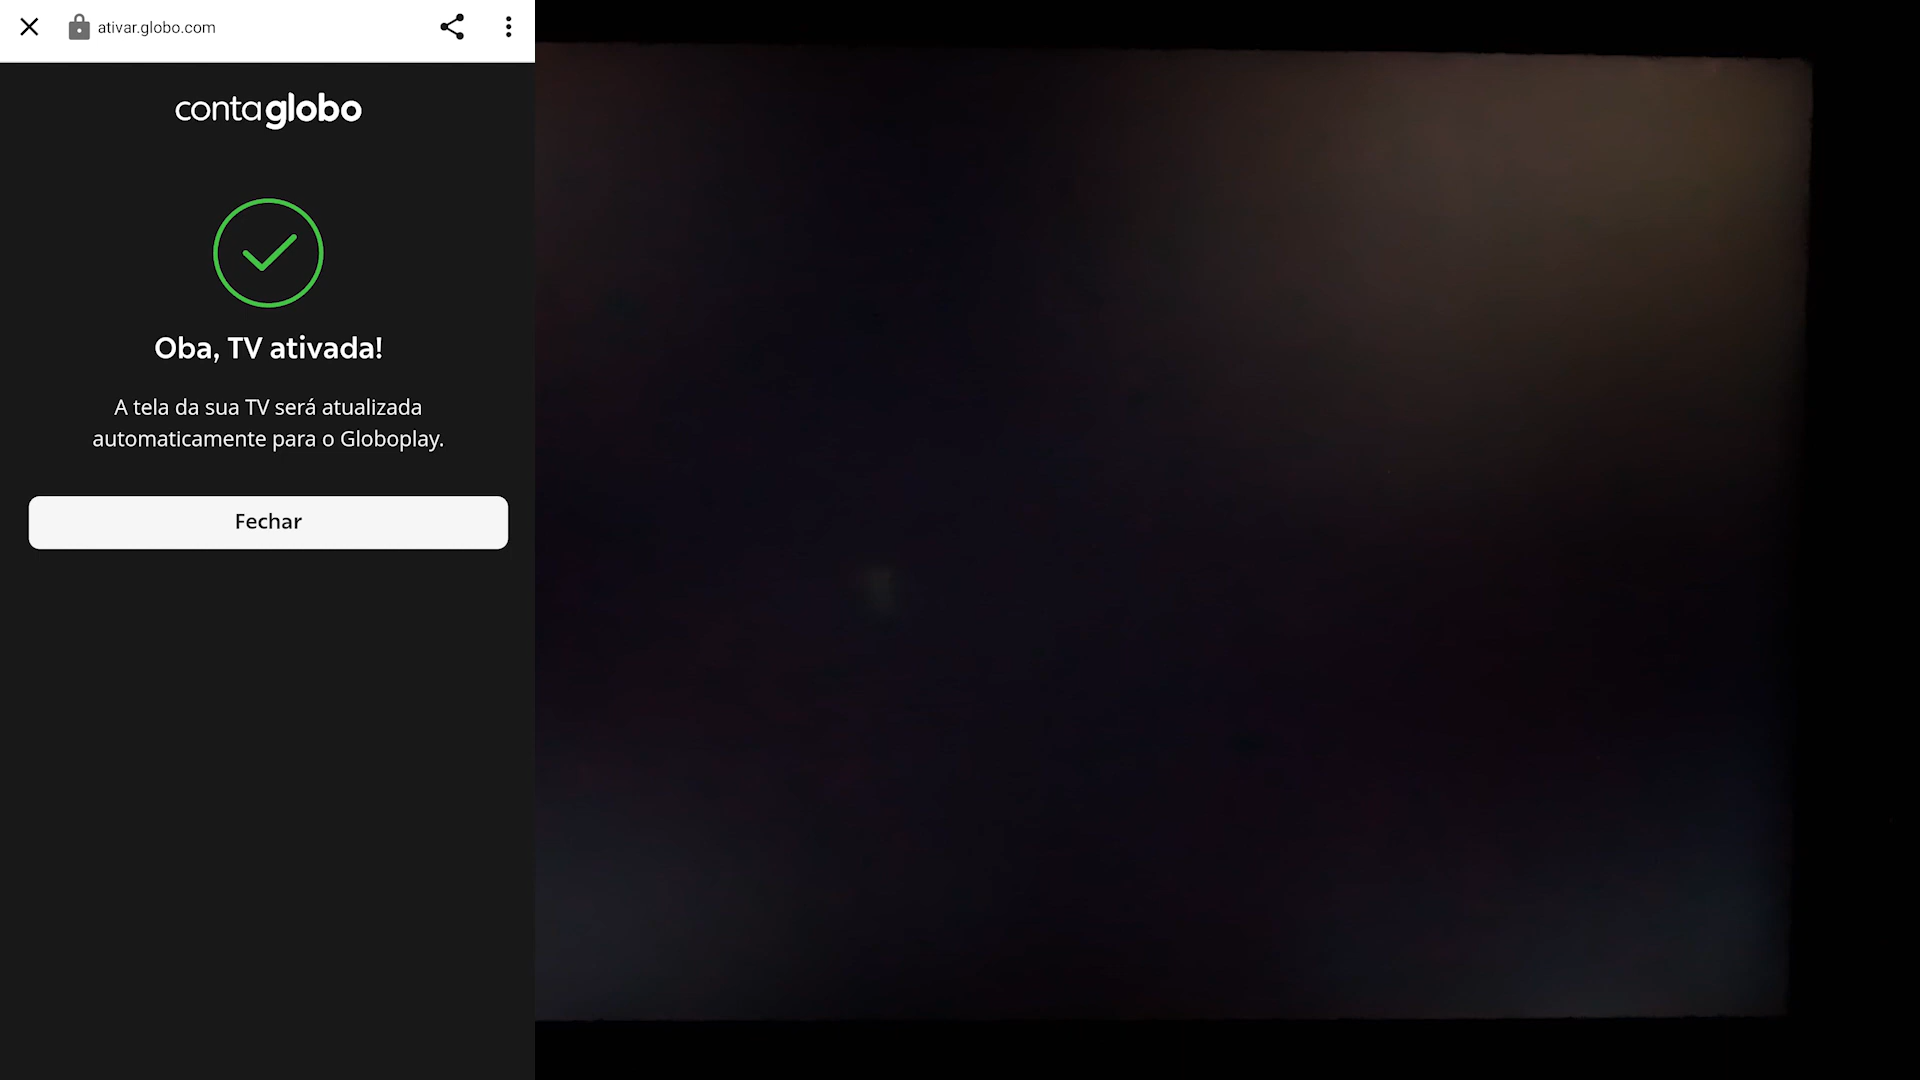 ativar.globo.com
contaglobo
Oba, TV ativada!
A tela da sua TV será atualizada
automaticamente para o Globoplay.
Fechar